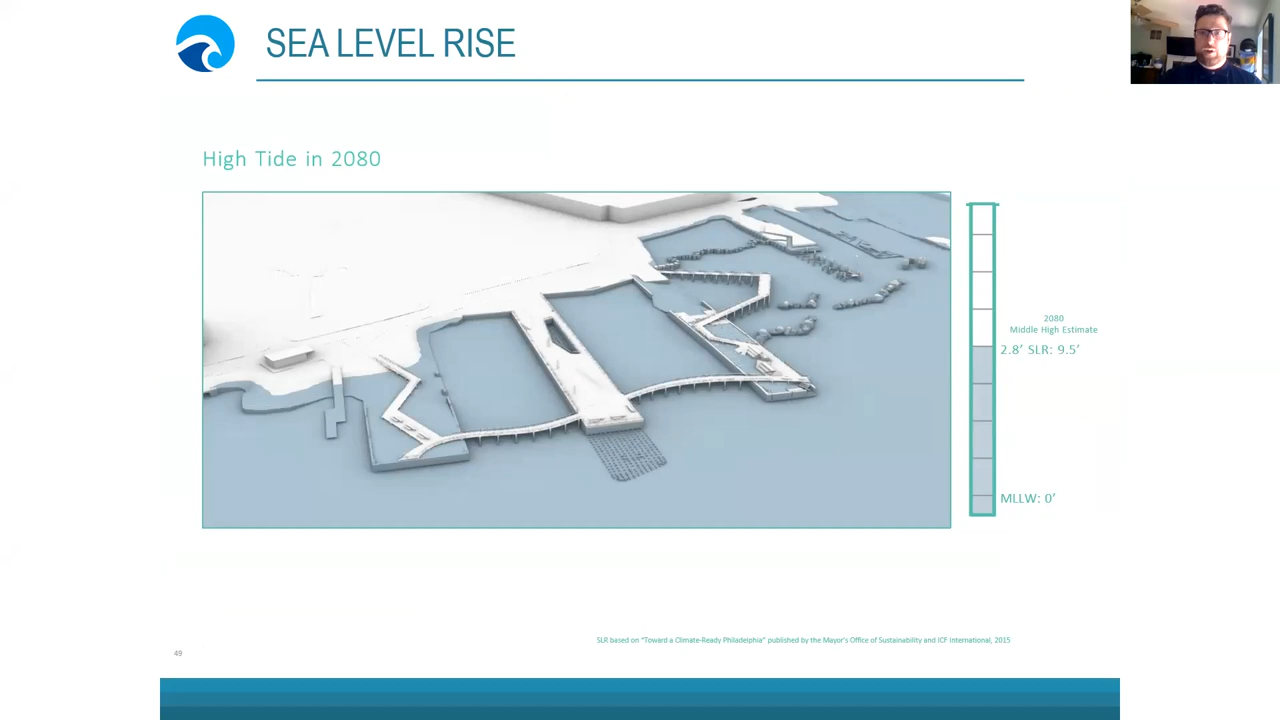 SEA LEVEL RISE
High Tide in 2080
2080
Middle High Estimate
2.8' SLR: 9.5'
MLLW: 0'
SLR based on "Toward a Climate-Ready Philadelphia" published by the Mayor's Office of Sustainability and ICF International, 2015
49